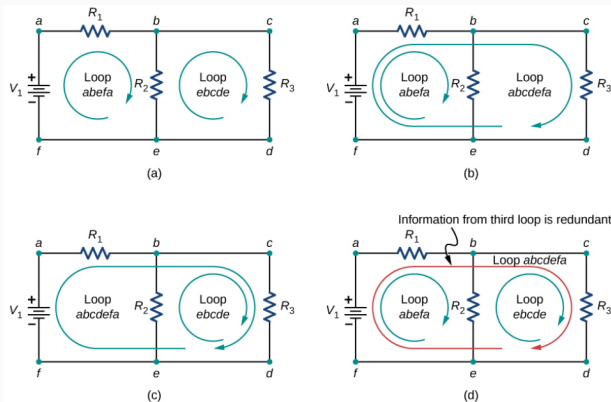 R1
a b c
V1 + − Loop abefa R2 Loop ebcde R3
f e d
(a)
R1
a b c
V1 + − Loop abefa R2 Loop abcdefa R3
f e d
(b)
R1
a b c
V1 + − Loop abcdefa R2 Loop ebcde R3
f e d
(c)
Information from third loop is redundant
R1
a b c
Loop abcdefa
V1 + − Loop abefa R2 Loop ebcde R3
f e d
(d)